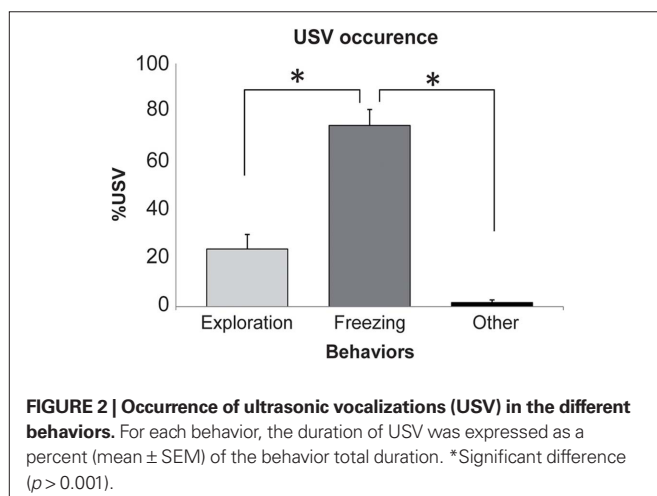 USV occurence
100
80
60
40
20
0
%USV
* *
Exploration Freezing Other
Behaviors
FIGURE 2 | Occurrence of ultrasonic vocalizations (USV) in the different
behaviors. For each behavior, the duration of USV was expressed as a
percent (mean ± SEM) of the behavior total duration. *Significant difference
(p > 0.001).